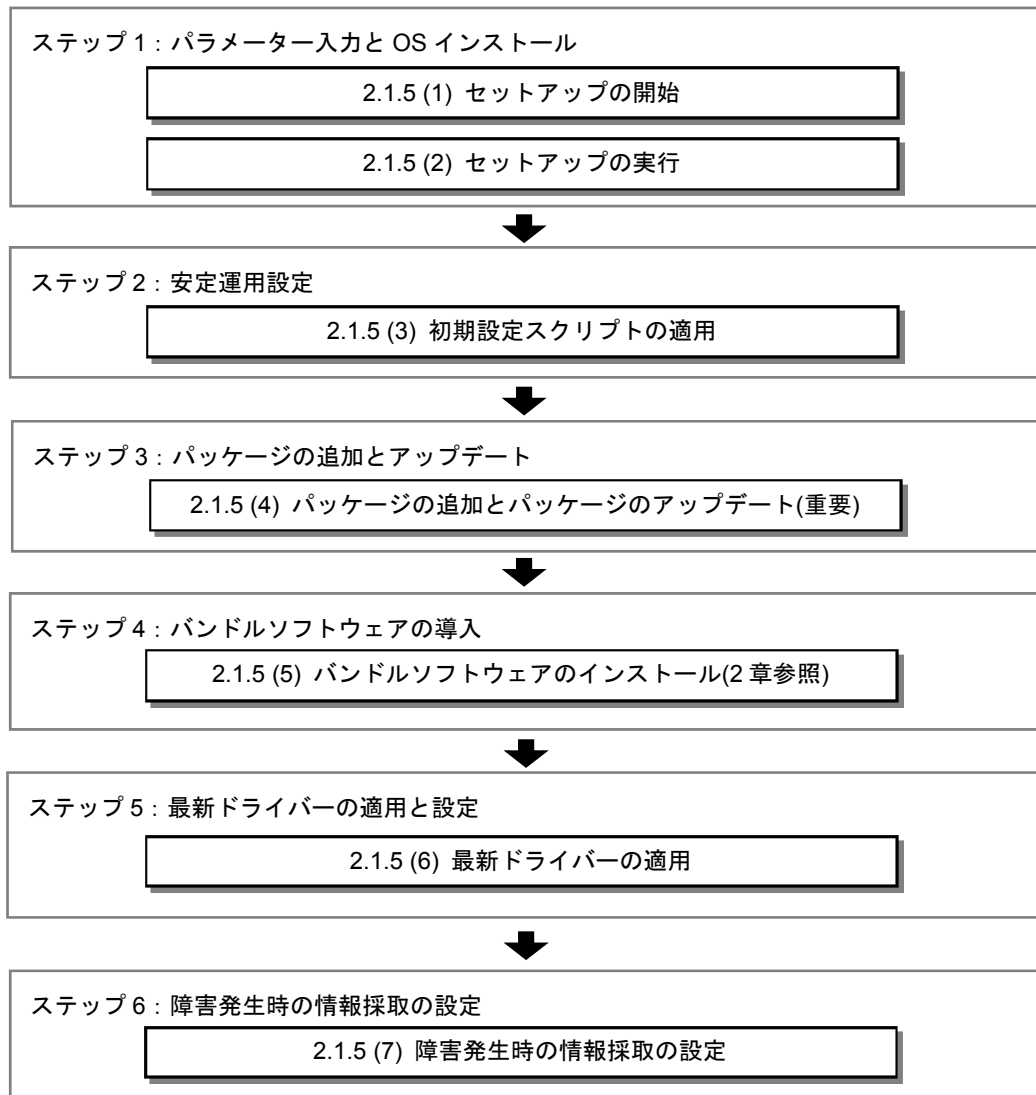 ステップ 1：パラメーター入力と OS インストール
2.1.5 (1) セットアップの開始
2.1.5 (2) セットアップの実行
ステップ 2：安定運用設定
2.1.5 (3) 初期設定スクリプトの適用
ステップ 3：パッケージの追加とアップデート
2.1.5 (4) パッケージの追加とパッケージのアップデート(重要)
ステップ 4：バンドルソフトウェアの導入
2.1.5 (5) バンドルソフトウェアのインストール(2 章参照)
ステップ 5：最新ドライバーの適用と設定
2.1.5 (6) 最新ドライバーの適用
ステップ 6：障害発生時の情報採取の設定
2.1.5 (7) 障害発生時の情報採取の設定